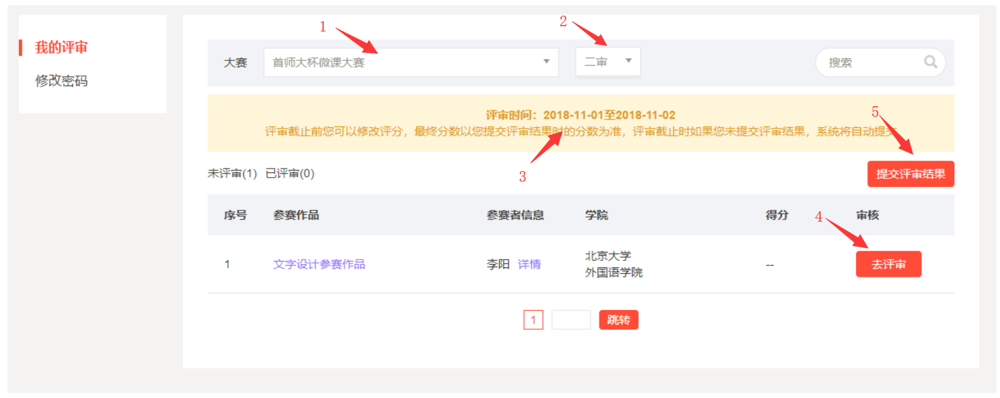 我的评审
修改密码
1
2
大赛 首师大杯微课大赛 二审 搜索
评审时间：2018-11-01至2018-11-02
评审截止前您可以修改评分，最终分数以您提交评审结果时的分数为准，评审截止时如果您未提交评审结果，系统将自动提交
5
3
未评审(1) 已评审(0) 提交评审结果
序号 参赛作品 参赛者信息 学院 得分 审核
4
1 文字设计参赛作品 李阳 详情 北京大学 -- 去评审
外国语学院
1 跳转